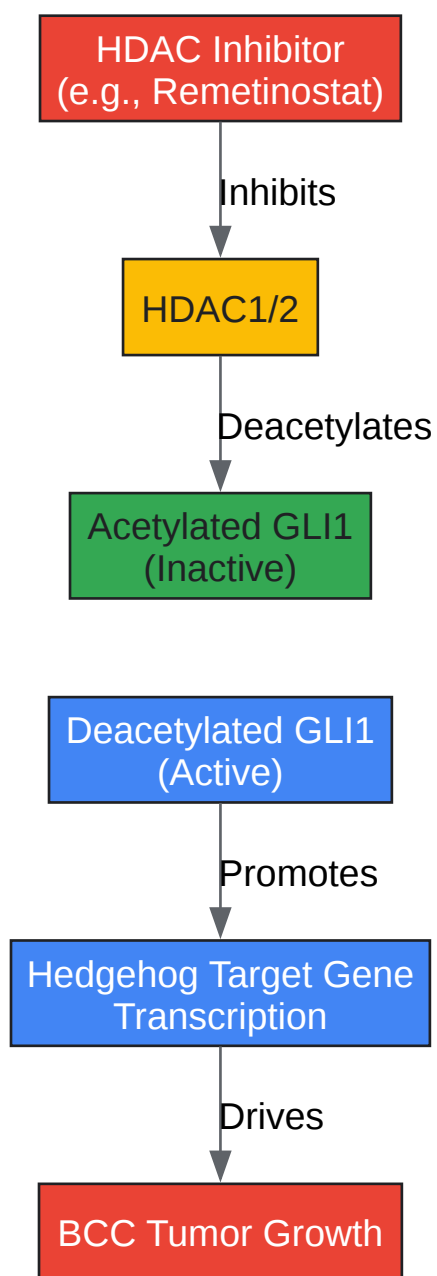 HDAC Inhibitor
(e.g., Remetinostat)
Inhibits
HDAC1/2
Deacetylates
Acetylated GLI1
(Inactive)
Deacetylated GLI1
(Active)
Promotes
Hedgehog Target Gene
Transcription
Drives
BCC Tumor Growth